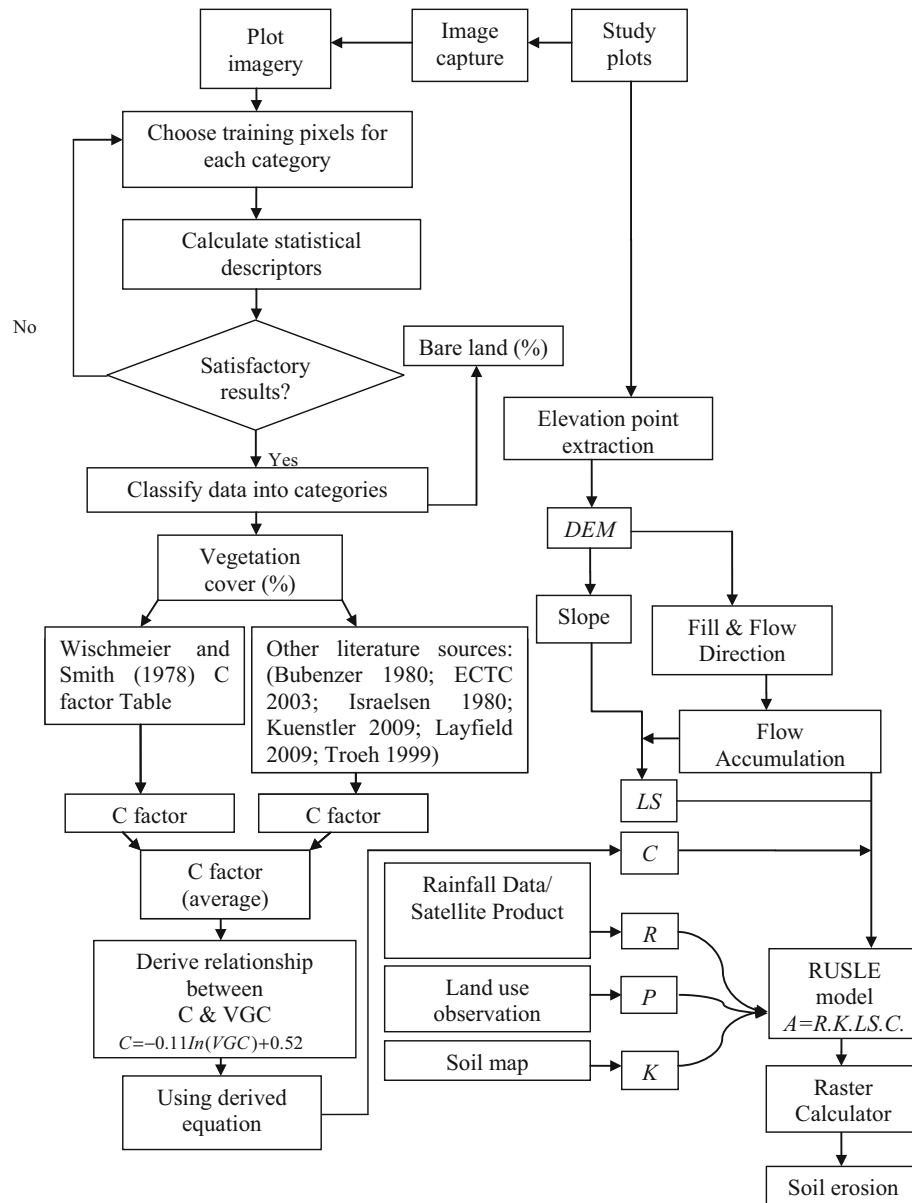 Plot
imagery
Image
capture
Study
plots
Choose training pixels for
each category
Calculate statistical
descriptors
No
Satisfactory
results?
Bare land (%)
Yes
Classify data into categories
Elevation point
extraction
DEM
Vegetation
cover (%)
Slope
Fill & Flow
Direction
Wischmeier and
Smith (1978) C
factor Table
Other literature sources:
(Bubenzer 1980; ECTC
2003; Israelsen 1980;
Kuenstler 2009; Layfield
2009; Troeh 1999)
Flow
Accumulation
LS
C factor
C factor
C
C factor
(average)
Rainfall Data/
Satellite Product
R
Derive relationship
between
C & VGC
C=−0.11In(VGC)+0.52
Land use
observation
P
RUSLE
model
A=R.K.LS.C.
Soil map
K
Using derived
equation
Raster
Calculator
Soil erosion